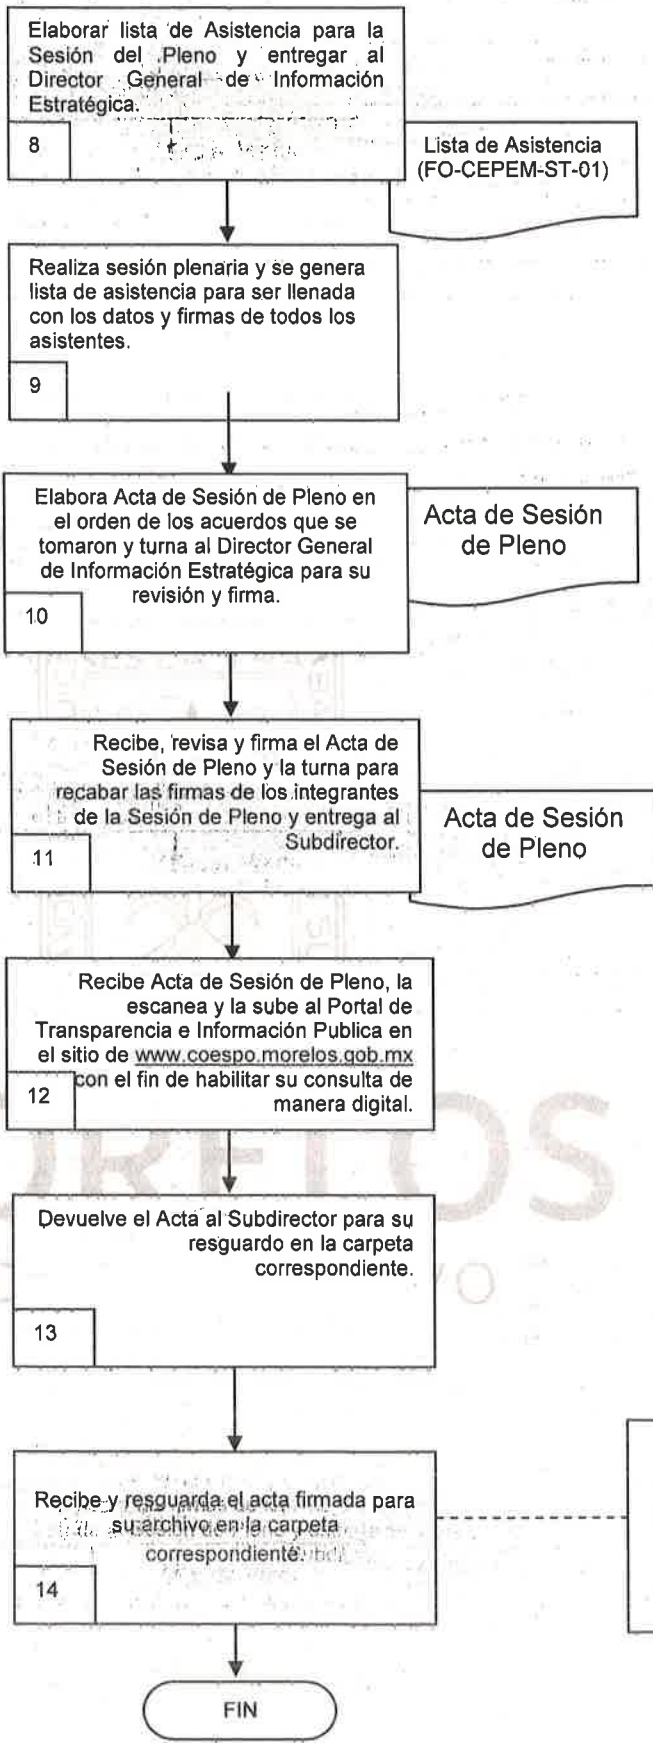 Elaborar lista de Asistencia para la
Sesión del Pleno y entregar al
Director General de Información
Estratégica.
8
Lista de Asistencia
(FO-CEPEM-ST-01)
Realiza sesión plenaria y se genera
lista de asistencia para ser llenada
con los datos y firmas de todos los
asistentes.
9
Elabora Acta de Sesión de Pleno en
el orden de los acuerdos que se
tomaron y turna al Director General
de Información Estratégica para su
revisión y firma.
10
Acta de Sesión
de Pleno
Recibe, revisa y firma el Acta de
Sesión de Pleno y la turna para
recabar las firmas de los integrantes
de la Sesión de Pleno y entrega al
Subdirector.
11
Acta de Sesión
de Pleno
Recibe Acta de Sesión de Pleno, la
escanea y la sube al Portal de
Transparencia e Información Publica en
el sitio de www.coespo.morelos.gob.mx
con el fin de habilitar su consulta de
manera digital.
12
ORELOS
Devuelve el Acta al Subdirector para su
resguardo en la carpeta
correspondiente.
VO
13
Recibe y resguarda el acta firmada para
su archivo en la carpeta
correspondiente.
14
FIN